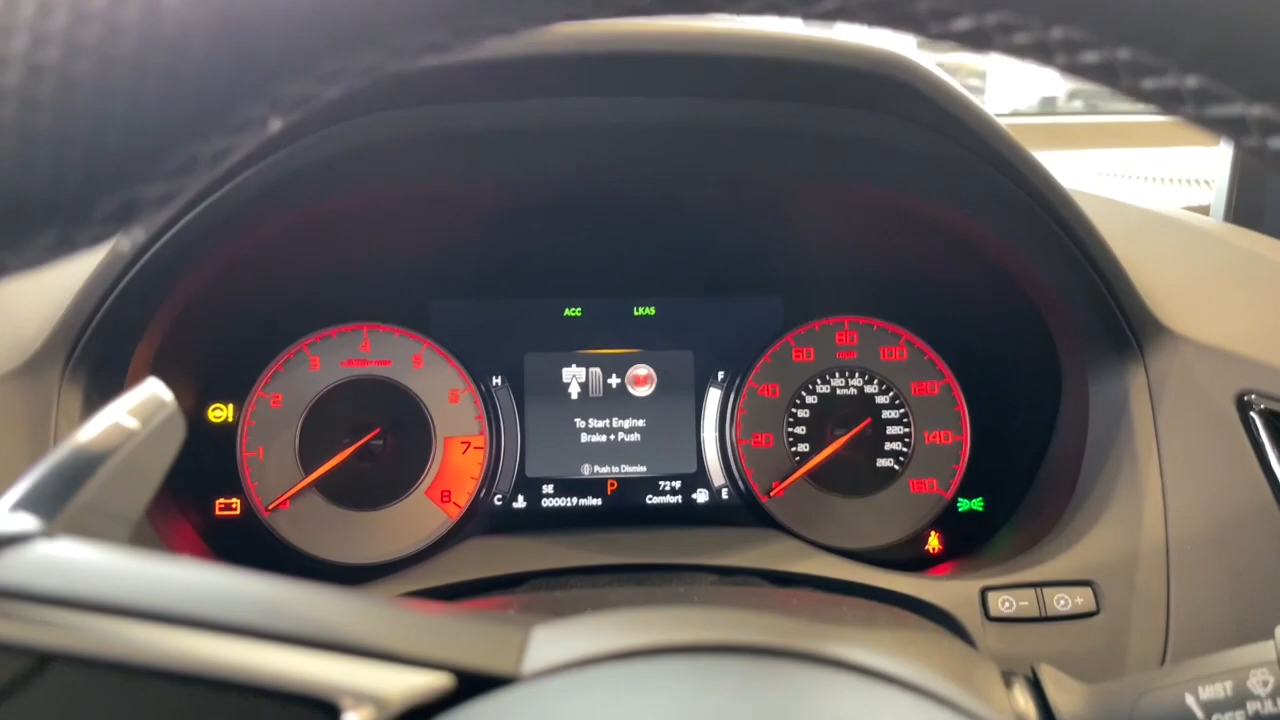 ACC LKAS
To Start Engine:
Brake + Push
Push to Dismiss
SE
000019 miles
P
72°F
Comfort
H
C
F
E
1
2
3
4
5
6
7
8
20
40
60
80
100
120
140
160
mph
km/h
20
40
60
80
100
120
140
160
180
200
220
240
260
MIST
OFF